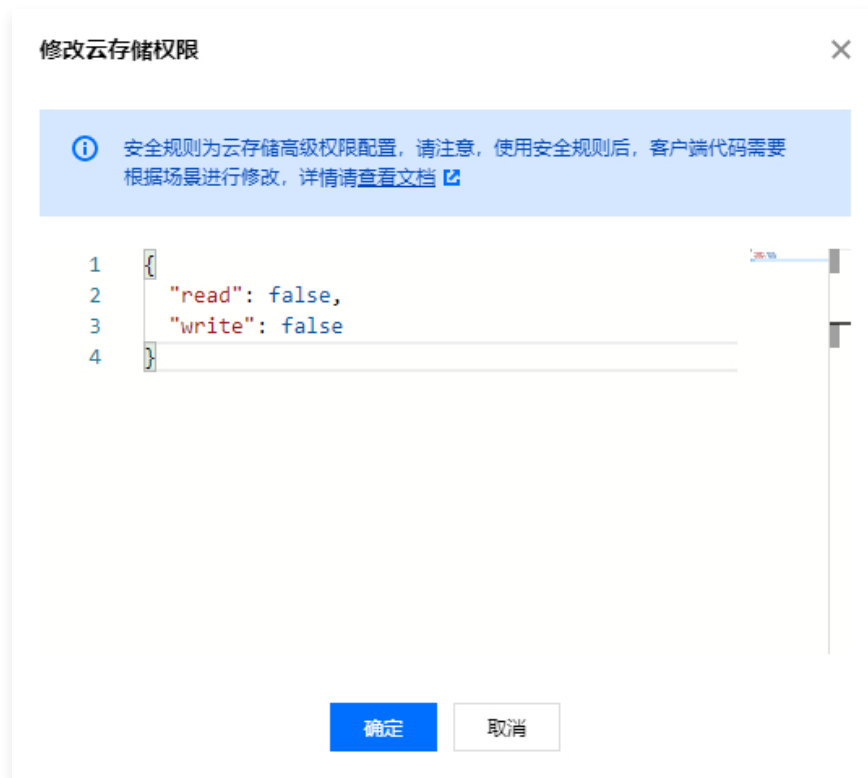 修改云存储权限
安全规则为云存储高级权限配置，请注意，使用安全规则后，客户端代码需要
根据场景进行修改，详情请查看文档
1 {
2   "read": false,
3   "write": false
4 }
确定 取消